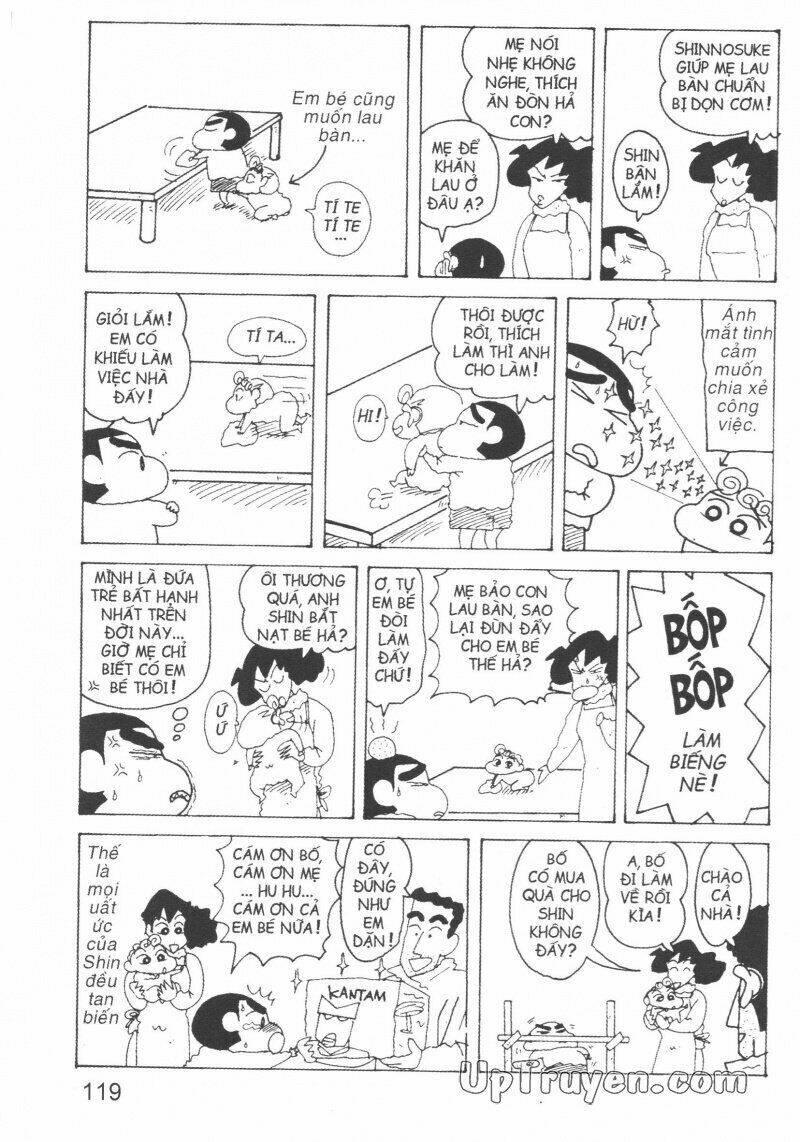 SHINNOSUKE
GIÚP MẸ LAU
BÀN CHUẨN
BỊ DỌN CƠM!
SHIN
BẬN
LẮM!
MẸ NÓI
NHẸ KHÔNG
NGHE, THÍCH
ĂN ĐÒN HẢ
CON?
MẸ ĐỂ
KHĂN
LAU Ở
ĐÂU Ạ?
Em bé cũng
muốn lau
bàn...
TÍ TE
TÍ TE
...
Ánh
mắt tình
cảm
muốn
chia xẻ
công
việc.
HỪ!
THÔI ĐƯỢC
RỒI, THÍCH
LÀM THÌ ANH
CHO LÀM!
HI!
TÍ TA...
GIỎI LẮM!
EM CÓ
KHIẾU LÀM
VIỆC NHÀ
ĐẤY!
BỐP
BỐP
LÀM
BIẾNG
NÈ!
MẸ BẢO CON
LAU BÀN, SAO
LẠI ĐÙN ĐẨY
CHO EM BÉ
THẾ HẢ?
Ơ, TỰ
EM BÉ
ĐÒI
LÀM
ĐẤY
CHỨ!
ÔI THƯƠNG
QUÁ, ANH
SHIN BẮT
NẠT BÉ HẢ?
Ứ
Ứ
MÌNH LÀ ĐỨA
TRẺ BẤT HẠNH
NHẤT TRÊN
ĐỜI NÀY...
GIỜ MẸ CHỈ
BIẾT CÓ EM
BÉ THÔI!
CHÀO
CẢ
NHÀ!
A, BỐ
ĐI LÀM
VỀ RỒI
KÌA!
BỐ
CÓ MUA
QUÀ CHO
SHIN
KHÔNG
ĐẤY?
CÓ
ĐÂY,
ĐÚNG
NHƯ
EM
DẶN!
KANTAM
CÁM ƠN BỐ,
CÁM ƠN MẸ
... HU HU...
CÁM ƠN CẢ
EM BÉ NỮA!
Thế
là
mọi
uất
ức
của
Shin
đều
tan
biến
119
UpTruyen.com